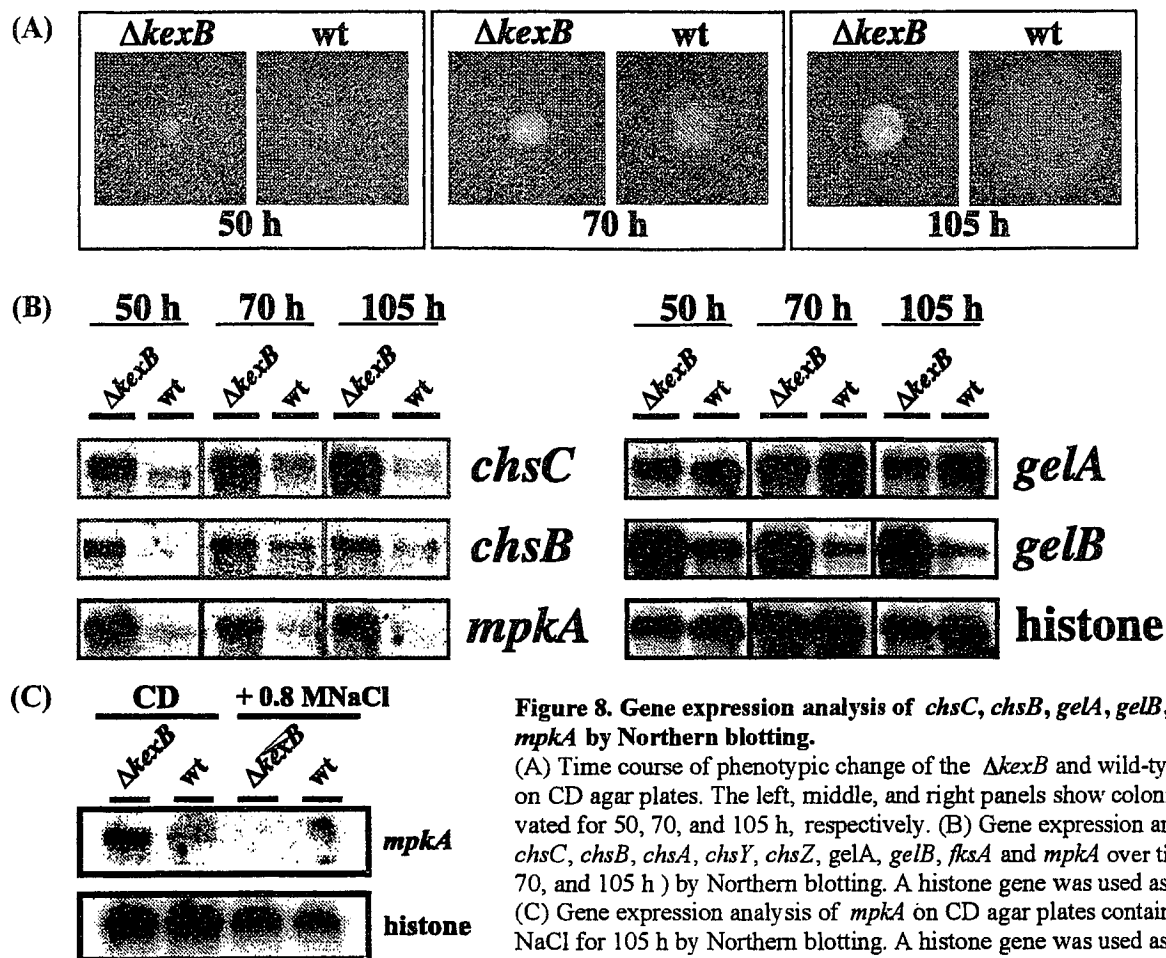 (A)
ΔkexB wt
50 h
ΔkexB wt
70 h
ΔkexB wt
105 h
(B)
50 h 70 h 105 h
ΔkexB wt ΔkexB wt ΔkexB wt
chsC
chsB
mpkA
50 h 70 h 105 h
ΔkexB wt ΔkexB wt ΔkexB wt
gelA
gelB
histone
(C)
CD + 0.8 MNaCl
ΔkexB wt ΔkexB wt
mpkA
histone
Figure 8. Gene expression analysis of chsC, chsB, gelA, gelB,
mpkA by Northern blotting.
(A) Time course of phenotypic change of the ΔkexB and wild-ty
on CD agar plates. The left, middle, and right panels show colon
vated for 50, 70, and 105 h, respectively. (B) Gene expression an
chsC, chsB, chsA, chsY, chsZ, gelA, gelB, fksA and mpkA over ti
70, and 105 h ) by Northern blotting. A histone gene was used as
(C) Gene expression analysis of mpkA on CD agar plates contain
NaCl for 105 h by Northern blotting. A histone gene was used as